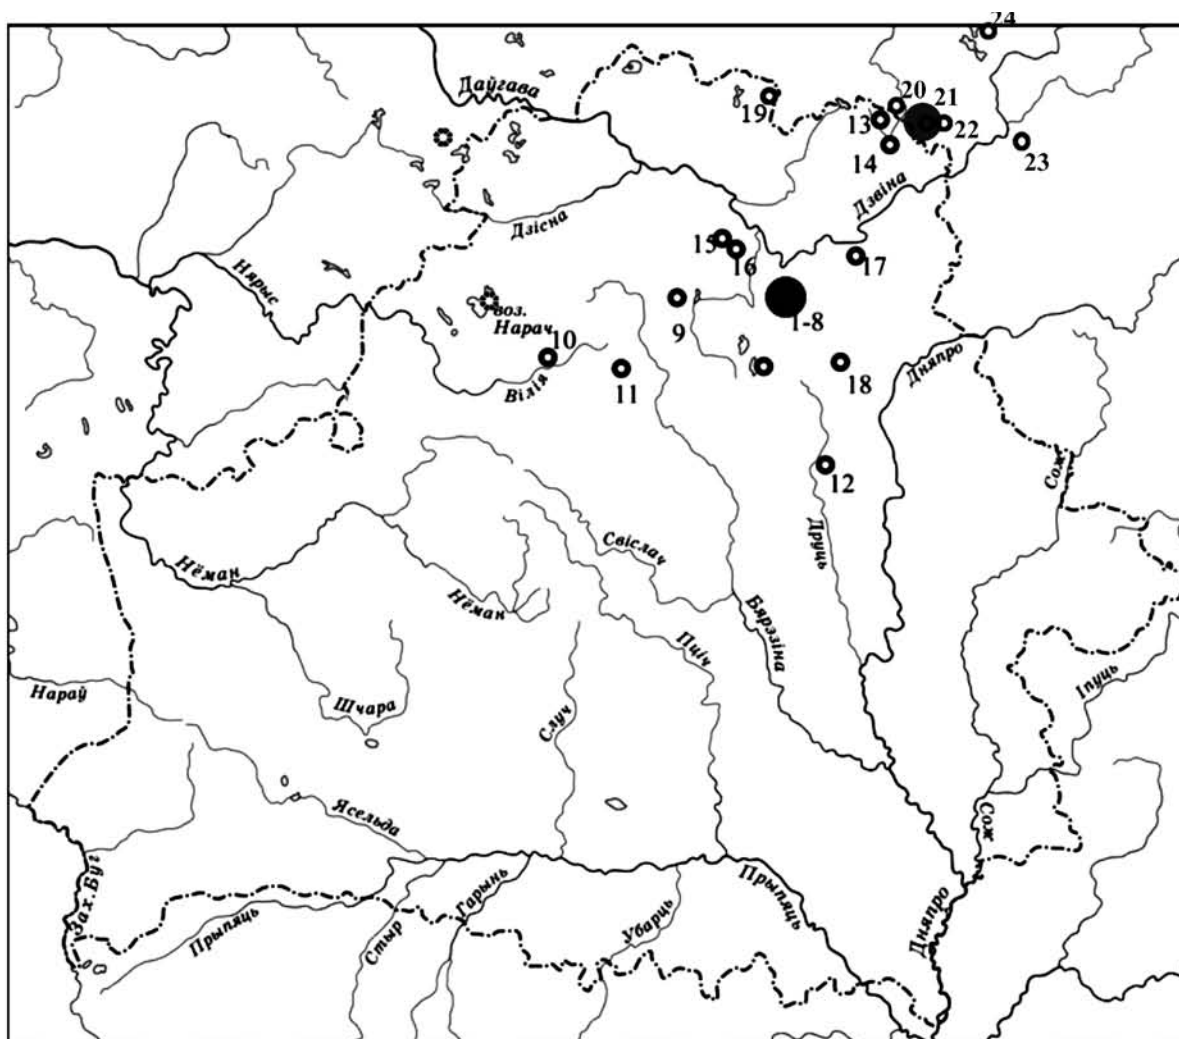 24
Даўгава
19
20
21
13
22
14
23
Дзвіна
Дзісна
15
16
17
Нярыс
воз.
Нарач
9
1-8
10
Вілія
11
18
Дняпро
12
Сож
Друць
Свіслач
Нёман
Нёман
Бярэзіна
Пціч
Іпуць
Нараў
Шчара
Случ
Ясельда
Сож
Зах. Буг
Прыпяць
Гарынь
Стыр
Убарць
Прыпяць
Дняпро